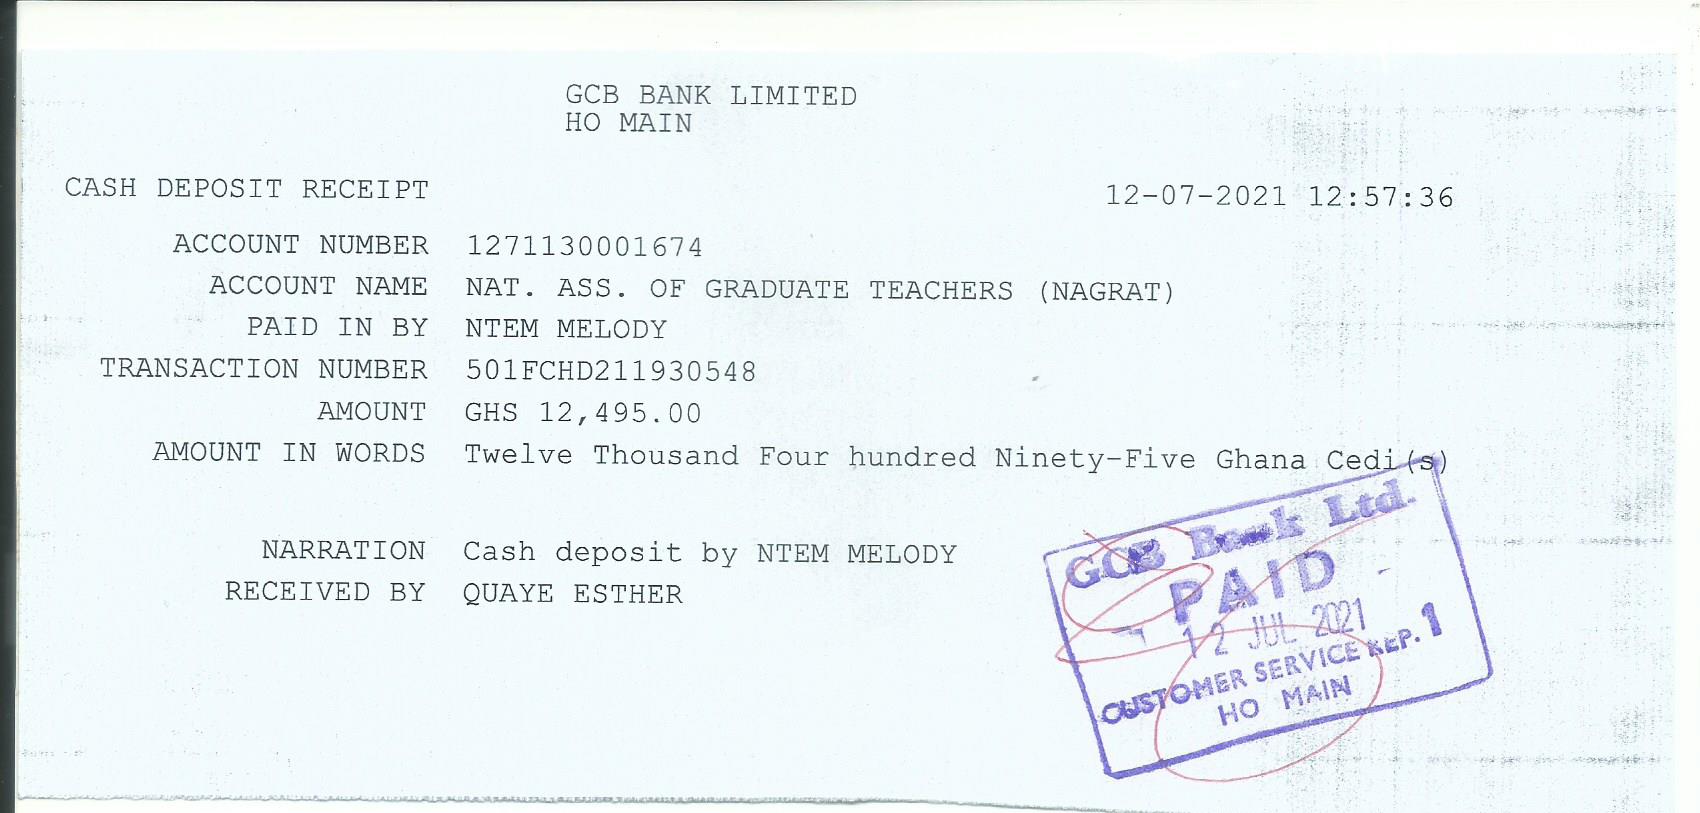 GCB BANK LIMITED
HO MAIN
CASH DEPOSIT RECEIPT 12-07-2021 12:57:36
ACCOUNT NUMBER 1271130001674
ACCOUNT NAME NAT. ASS. OF GRADUATE TEACHERS (NAGRAT)
PAID IN BY NTEM MELODY
TRANSACTION NUMBER 501FCHD211930548
AMOUNT GHS 12,495.00
AMOUNT IN WORDS Twelve Thousand Four hundred Ninety-Five Ghana Cedi(s)
NARRATION Cash deposit by NTEM MELODY
RECEIVED BY QUAYE ESTHER
GCB Bank Ltd.
PAID
12 JUL 2021
CUSTOMER SERVICE REP. 1
HO MAIN